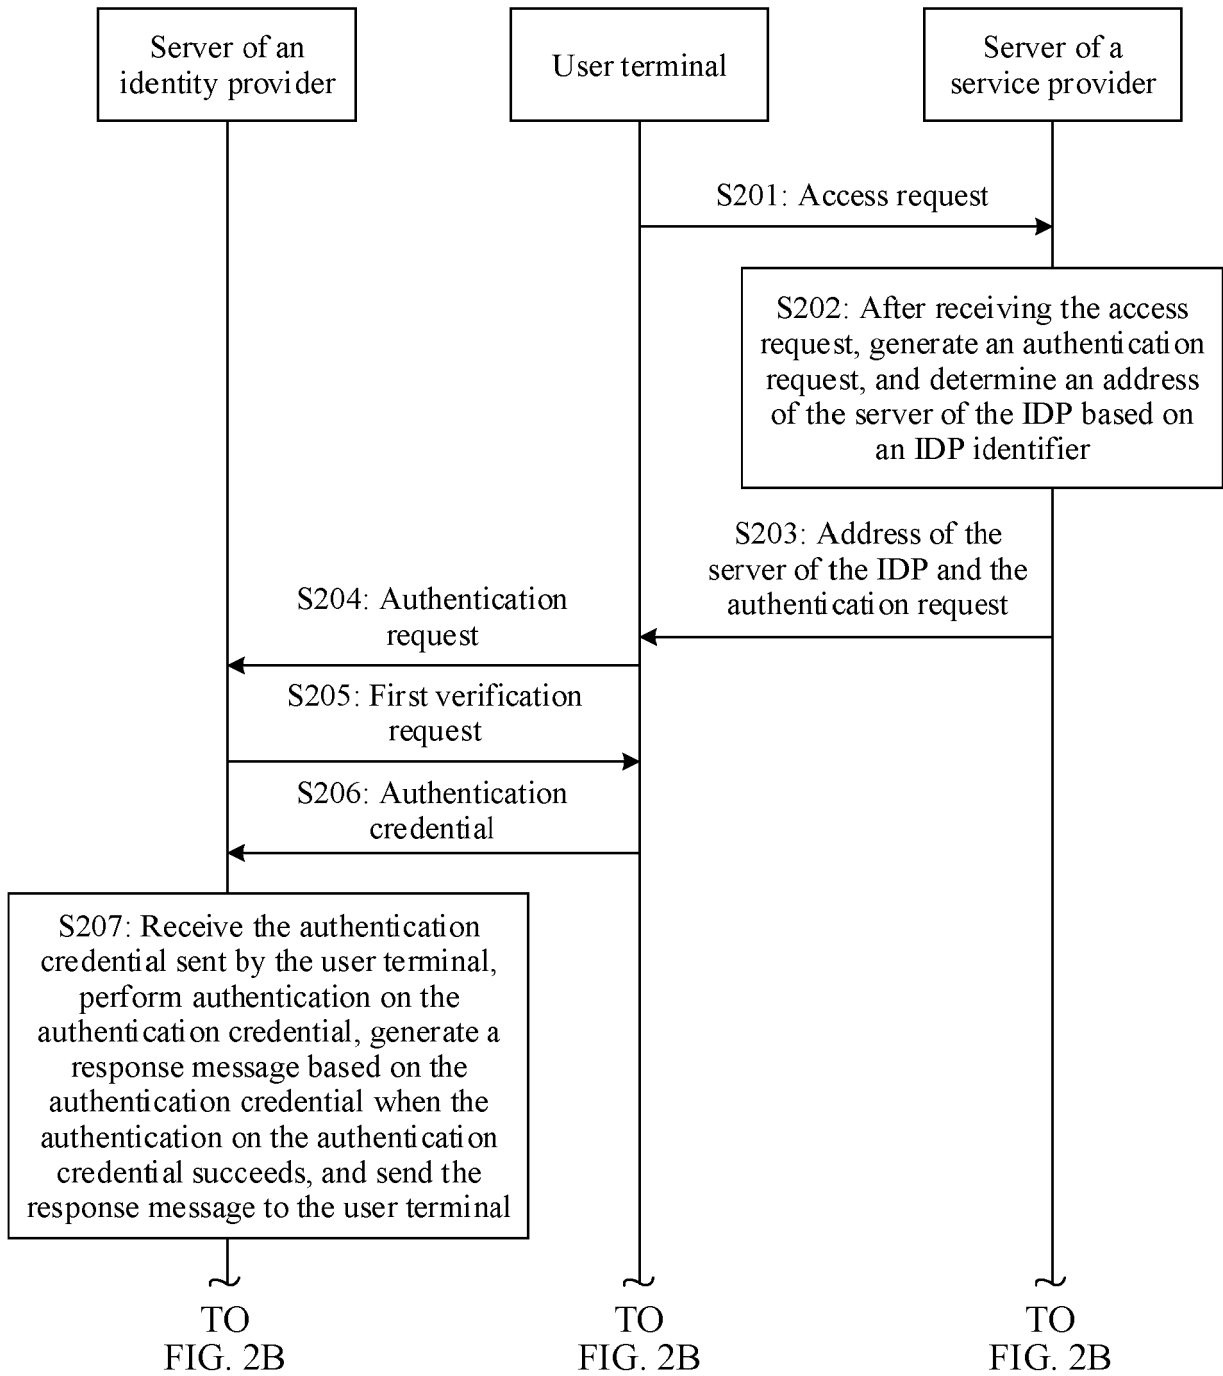 Server of an
identity provider
User terminal
Server of a
service provider
S201: Access request
S202: After receiving the access
request, generate an authentication
request, and determine an address
of the server of the IDP based on
an IDP identifier
S203: Address of the
server of the IDP and the
authentication request
S204: Authentication
request
S205: First verification
request
S206: Authentication
credential
S207: Receive the authentication
credential sent by the user terminal,
perform authentication on the
authentication credential, generate a
response message based on the
authentication credential when the
authentication on the authentication
credential succeeds, and send the
response message to the user terminal
TO
FIG. 2B
TO
FIG. 2B
TO
FIG. 2B